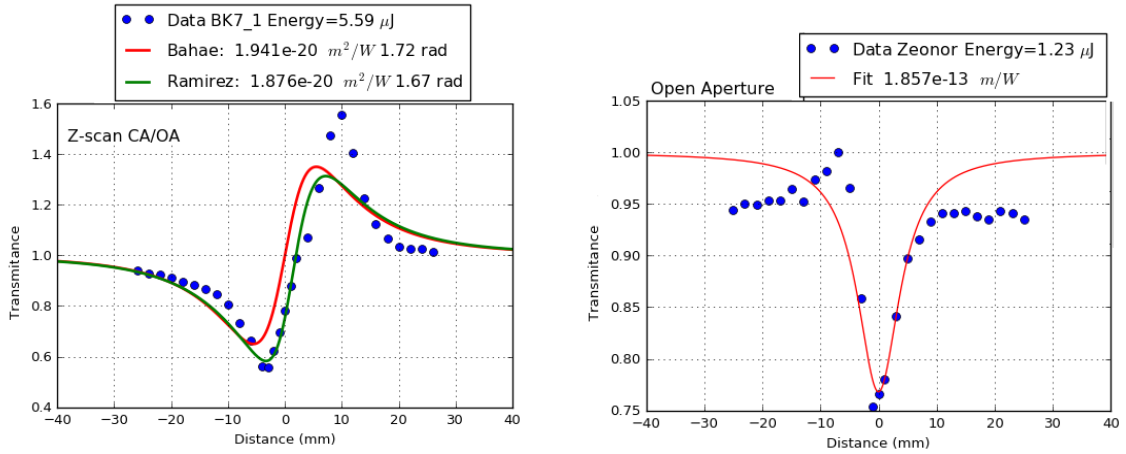 Data BK7_1 Energy=5.59 μJ
Bahae: 1.941e-20 m²/W 1.72 rad
Ramirez: 1.876e-20 m²/W 1.67 rad
Z-scan CA/OA
1.6
1.4
1.2
1.0
0.8
0.6
0.4
Transmitance
−40 −30 −20 −10 0 10 20 30 40
Distance (mm)
Data Zeonor Energy=1.23 μJ
Fit 1.857e-13 m/W
Open Aperture
1.05
1.00
0.95
0.90
0.85
0.80
0.75
Transmitance
−40 −30 −20 −10 0 10 20 30 40
Distance (mm)